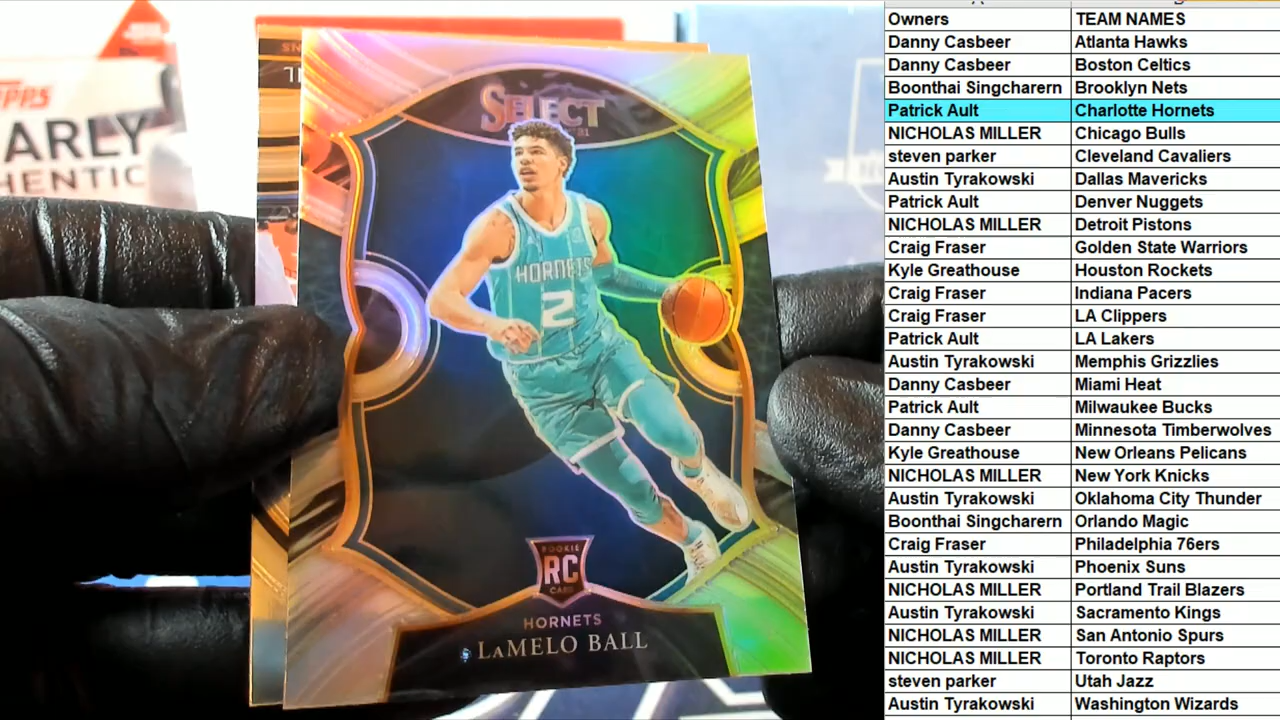 TOPPS
ARLY
HENTIC
SELECT
HORNETS
2
ROOKIE
RC
CARD
HORNETS
LaMELO BALL
Owners TEAM NAMES
Danny Casbeer Atlanta Hawks
Danny Casbeer Boston Celtics
Boonthai Singcharern Brooklyn Nets
Patrick Ault Charlotte Hornets
NICHOLAS MILLER Chicago Bulls
steven parker Cleveland Cavaliers
Austin Tyrakowski Dallas Mavericks
Patrick Ault Denver Nuggets
NICHOLAS MILLER Detroit Pistons
Craig Fraser Golden State Warriors
Kyle Greathouse Houston Rockets
Craig Fraser Indiana Pacers
Craig Fraser LA Clippers
Patrick Ault LA Lakers
Austin Tyrakowski Memphis Grizzlies
Danny Casbeer Miami Heat
Patrick Ault Milwaukee Bucks
Danny Casbeer Minnesota Timberwolves
Kyle Greathouse New Orleans Pelicans
NICHOLAS MILLER New York Knicks
Austin Tyrakowski Oklahoma City Thunder
Boonthai Singcharern Orlando Magic
Craig Fraser Philadelphia 76ers
Austin Tyrakowski Phoenix Suns
NICHOLAS MILLER Portland Trail Blazers
Austin Tyrakowski Sacramento Kings
NICHOLAS MILLER San Antonio Spurs
NICHOLAS MILLER Toronto Raptors
steven parker Utah Jazz
Austin Tyrakowski Washington Wizards